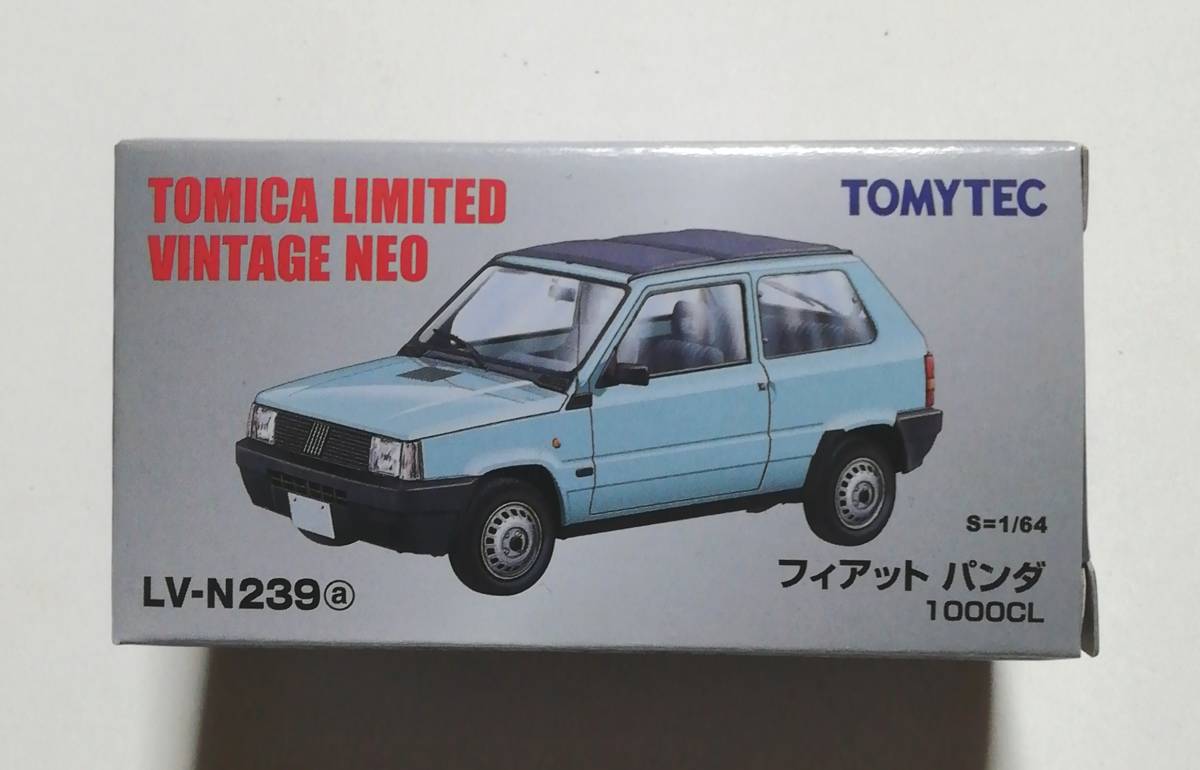 TOMICA LIMITED
VINTAGE NEO
TOMYTEC
S=1/64
LV-N239ⓐ
フィアット パンダ
1000CL